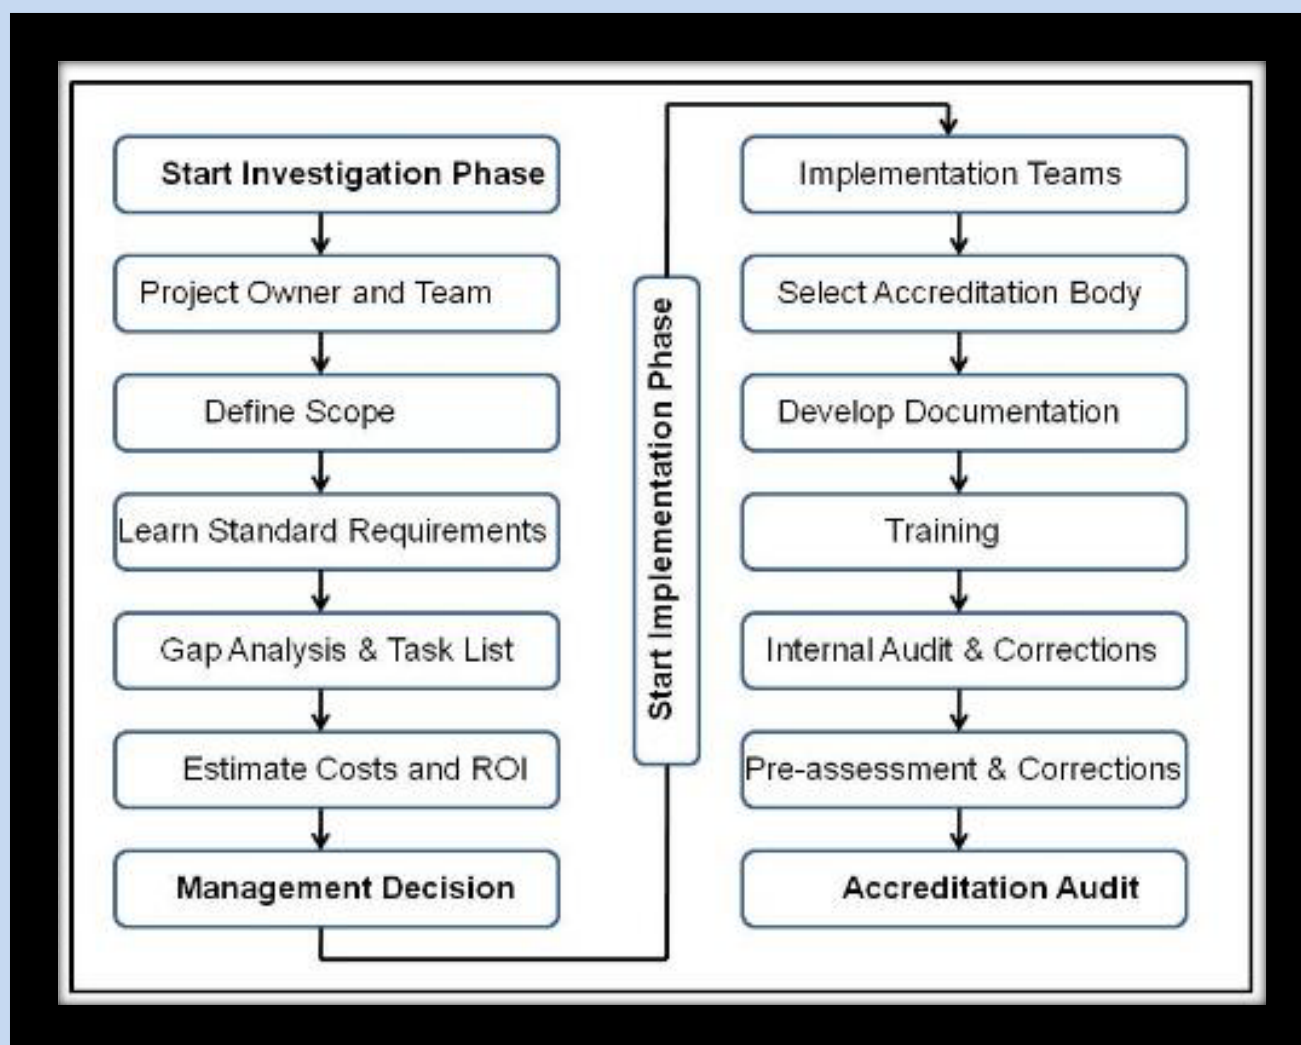 Start Investigation Phase
Project Owner and Team
Define Scope
Learn Standard Requirements
Gap Analysis & Task List
Estimate Costs and ROI
Management Decision
Start Implementation Phase
Implementation Teams
Select Accreditation Body
Develop Documentation
Training
Internal Audit & Corrections
Pre-assessment & Corrections
Accreditation Audit